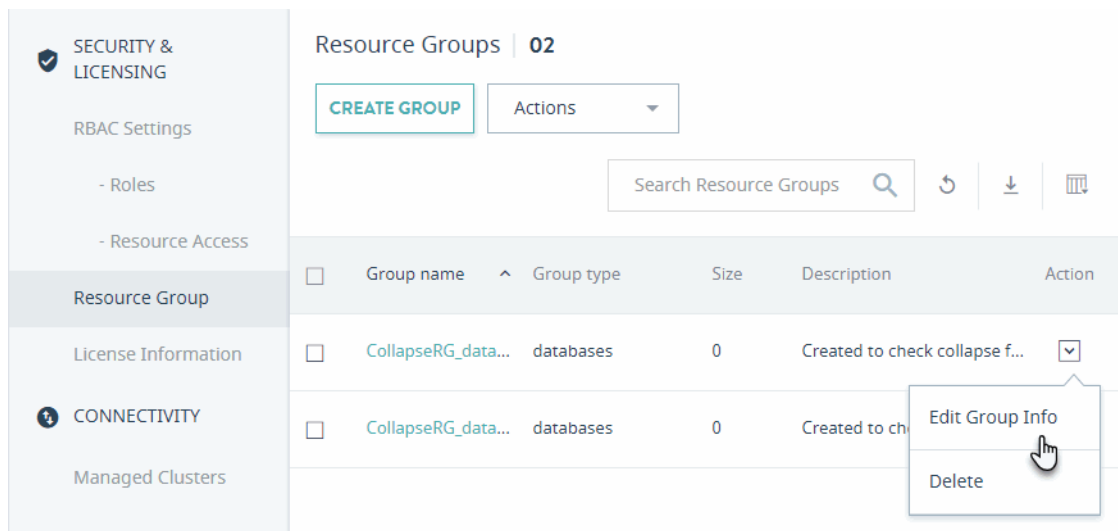 SECURITY &
LICENSING
RBAC Settings
- Roles
- Resource Access
Resource Group
License Information
CONNECTIVITY
Managed Clusters
Resource Groups | 02
CREATE GROUP Actions
Search Resource Groups
Group name Group type Size Description Action
CollapseRG_data... databases 0 Created to check collapse f...
CollapseRG_data... databases 0 Created to ch
Edit Group Info
Delete